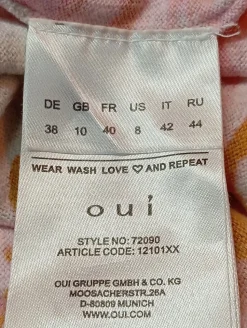 DE GB FR US IT RU
38 10 40 8 42 44
WEAR WASH LOVE ♡ AND REPEAT
oui
STYLE NO: 72090
ARTICLE CODE: 12101XX
OUI GRUPPE GMBH & CO. KG
MOOSACHERSTR.26A
D-80809 MUNICH
WWW.OUI.COM